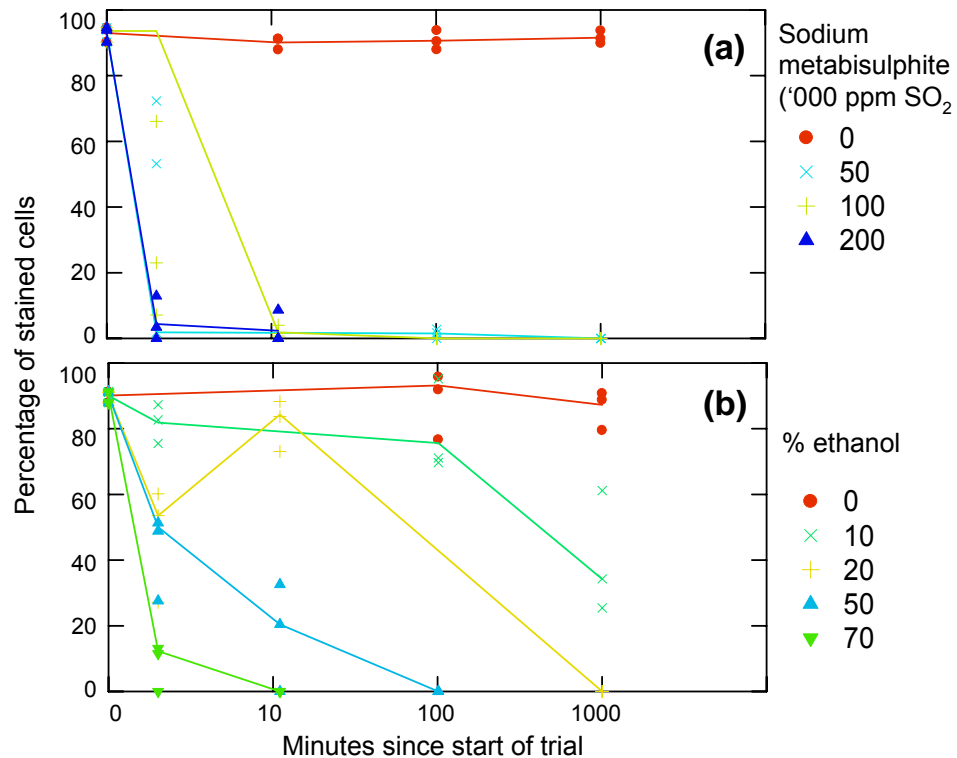 (a)
Sodium
metabisulphite
(‘000 ppm SO2
0
50
100
200
100
80
60
40
20
0
Percentage of stained cells
(b)
% ethanol
0
10
20
50
70
100
80
60
40
20
0
0 10 100 1000
Minutes since start of trial